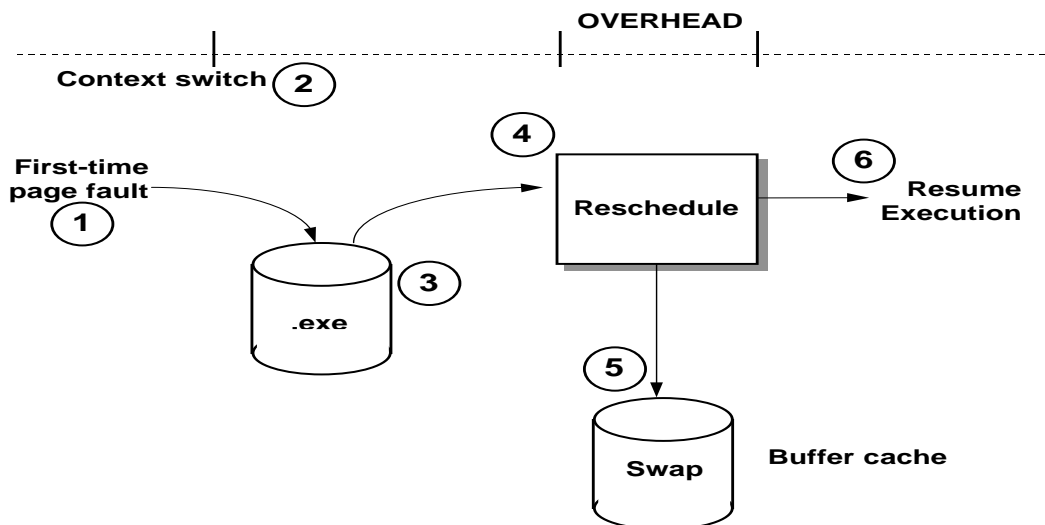 OVERHEAD
Context switch
2
4
6
First-time
page fault
1
Reschedule
Resume
Execution
3
.exe
5
Swap
Buffer cache